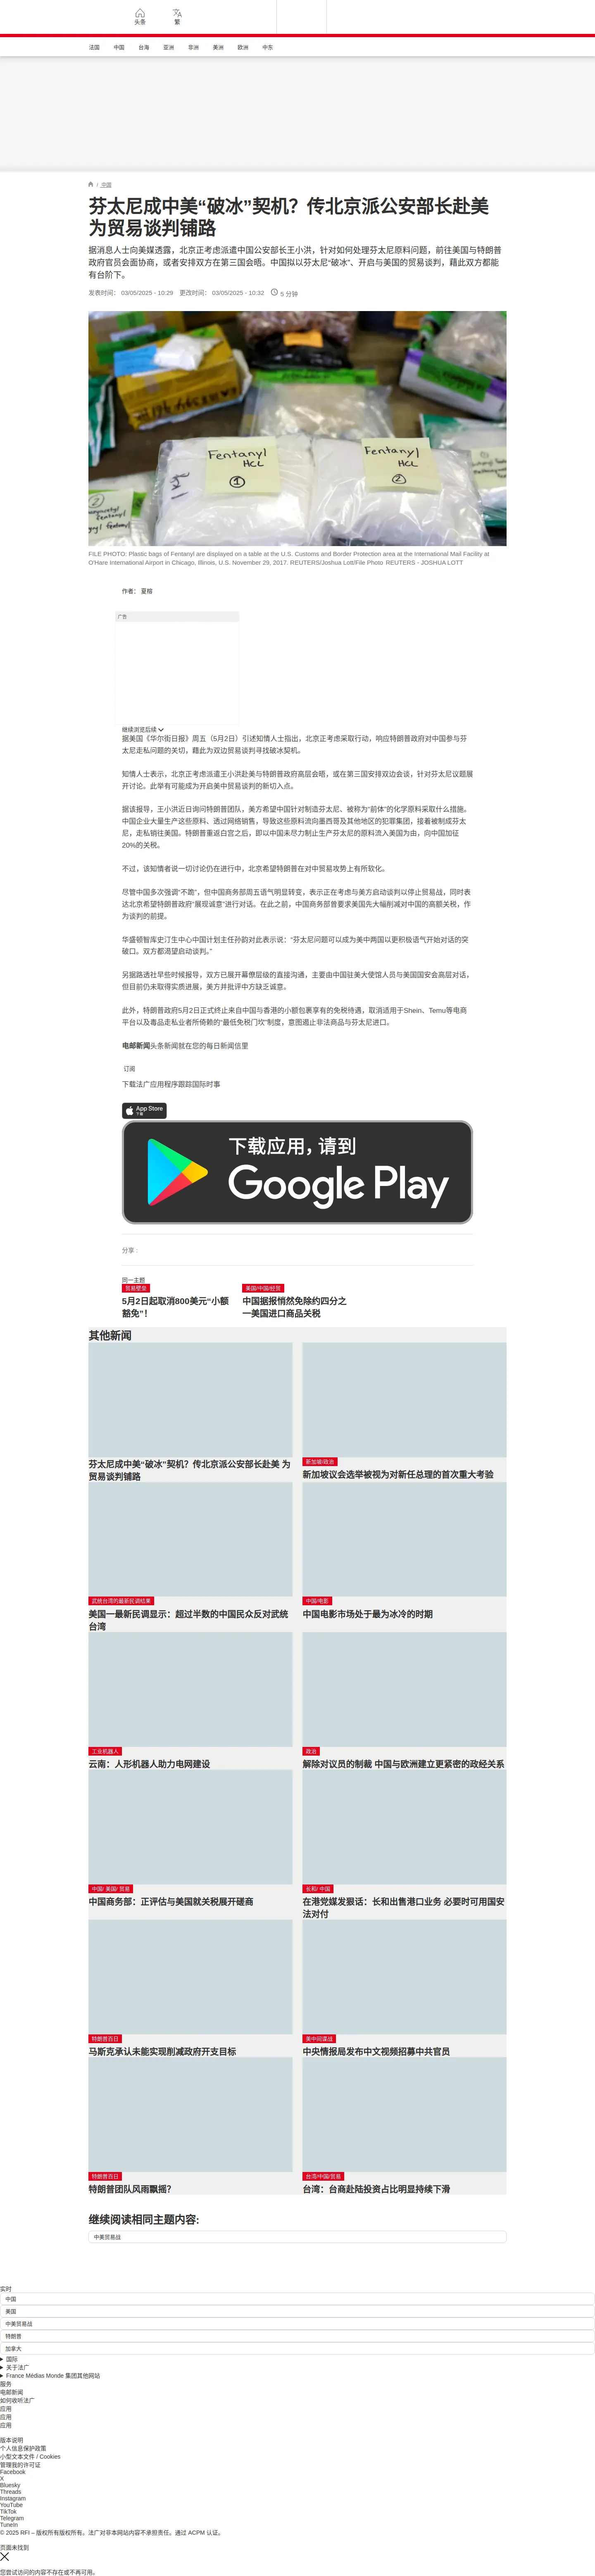 头条
繁
法国 中国 台海 亚洲 非洲 美洲 欧洲 中东
/ 中国
芬太尼成中美“破冰”契机？传北京派公安部长赴美
为贸易谈判铺路
据消息人士向美媒透露，北京正考虑派遣中国公安部长王小洪，针对如何处理芬太尼原料问题，前往美国与特朗普
政府官员会面协商，或者安排双方在第三国会晤。中国拟以芬太尼“破冰”、开启与美国的贸易谈判，藉此双方都能
有台阶下。
发表时间： 03/05/2025 - 10:29 更改时间： 03/05/2025 - 10:32 5 分钟
Fentanyl
HCL
①
Fentanyl
HCL
②
FILE PHOTO: Plastic bags of Fentanyl are displayed on a table at the U.S. Customs and Border Protection area at the International Mail Facility at
O'Hare International Airport in Chicago, Illinois, U.S. November 29, 2017. REUTERS/Joshua Lott/File Photo REUTERS - JOSHUA LOTT
作者： 夏榕
广告
继续浏览后续
据美国《华尔街日报》周五（5月2日）引述知情人士指出，北京正考虑采取行动，响应特朗普政府对中国参与芬
太尼走私问题的关切，藉此为双边贸易谈判寻找破冰契机。
知情人士表示，北京正考虑派遣王小洪赴美与特朗普政府高层会晤，或在第三国安排双边会谈，针对芬太尼议题展
开讨论。此举有可能成为开启美中贸易谈判的新切入点。
据该报导，王小洪近日询问特朗普团队，美方希望中国针对制造芬太尼、被称为“前体”的化学原料采取什么措施。
中国企业大量生产这些原料、透过网络销售，导致这些原料流向墨西哥及其他地区的犯罪集团，接着被制成芬太
尼，走私销往美国。特朗普重返白宫之后，即以中国未尽力制止生产芬太尼的原料流入美国为由，向中国加征
20%的关税。
不过，该知情者说一切讨论仍在进行中，北京希望特朗普在对中贸易攻势上有所软化。
尽管中国多次强调“不跪”，但中国商务部周五语气明显转变，表示正在考虑与美方启动谈判以停止贸易战，同时表
达北京希望特朗普政府“展现诚意”进行对话。在此之前，中国商务部曾要求美国先大幅削减对中国的高额关税，作
为谈判的前提。
华盛顿智库史汀生中心中国计划主任孙韵对此表示说：“芬太尼问题可以成为美中两国以更积极语气开始对话的突
破口。双方都渴望启动谈判。”
另据路透社早些时候报导，双方已展开幕僚层级的直接沟通，主要由中国驻美大使馆人员与美国国安会高层对话，
但目前仍未取得实质进展，美方并批评中方缺乏诚意。
此外，特朗普政府5月2日正式终止来自中国与香港的小额包裹享有的免税待遇，取消适用于Shein、Temu等电商
平台以及毒品走私业者所倚赖的“最低免税门坎”制度，意图遏止非法商品与芬太尼进口。
电邮新闻头条新闻就在您的每日新闻信里
订阅
下载法广应用程序跟踪国际时事
App Store
下载
下载应用，请到
Google Play
分享 :
同一主题
贸易壁垒
5月2日起取消800美元“小额
豁免”！
美国/中国/经贸
中国据报悄然免除约四分之
一美国进口商品关税
其他新闻
芬太尼成中美“破冰”契机？传北京派公安部长赴美 为
贸易谈判铺路
新加坡/政治
新加坡议会选举被视为对新任总理的首次重大考验
武统台湾的最新民调结果
美国一最新民调显示：超过半数的中国民众反对武统
台湾
中国/电影
中国电影市场处于最为冰冷的时期
工业机器人
云南：人形机器人助力电网建设
政治
解除对议员的制裁 中国与欧洲建立更紧密的政经关系
中国/ 美国/ 贸易
中国商务部：正评估与美国就关税展开磋商
长和/ 中国
在港党媒发狠话：长和出售港口业务 必要时可用国安
法对付
特朗普百日
马斯克承认未能实现削减政府开支目标
美中间谍战
中央情报局发布中文视频招募中共官员
特朗普百日
特朗普团队风雨飘摇？
台湾/中国/贸易
台湾：台商赴陆投资占比明显持续下滑
继续阅读相同主题内容:
中美贸易战
实时
中国
美国
中美贸易战
特朗普
加拿大
国际
关于法广
France Médias Monde 集团其他网站
服务
电邮新闻
如何收听法广
应用
应用
应用
版本说明
个人信息保护政策
小型文本文件 / Cookies
管理我的许可证
Facebook
X
Bluesky
Threads
Instagram
YouTube
TikTok
Telegram
TuneIn
© 2025 RFI – 版权所有版权所有。法广对非本网站内容不承担责任。通过 ACPM 认证。
页面未找到
您尝试访问的内容不存在或不再可用。